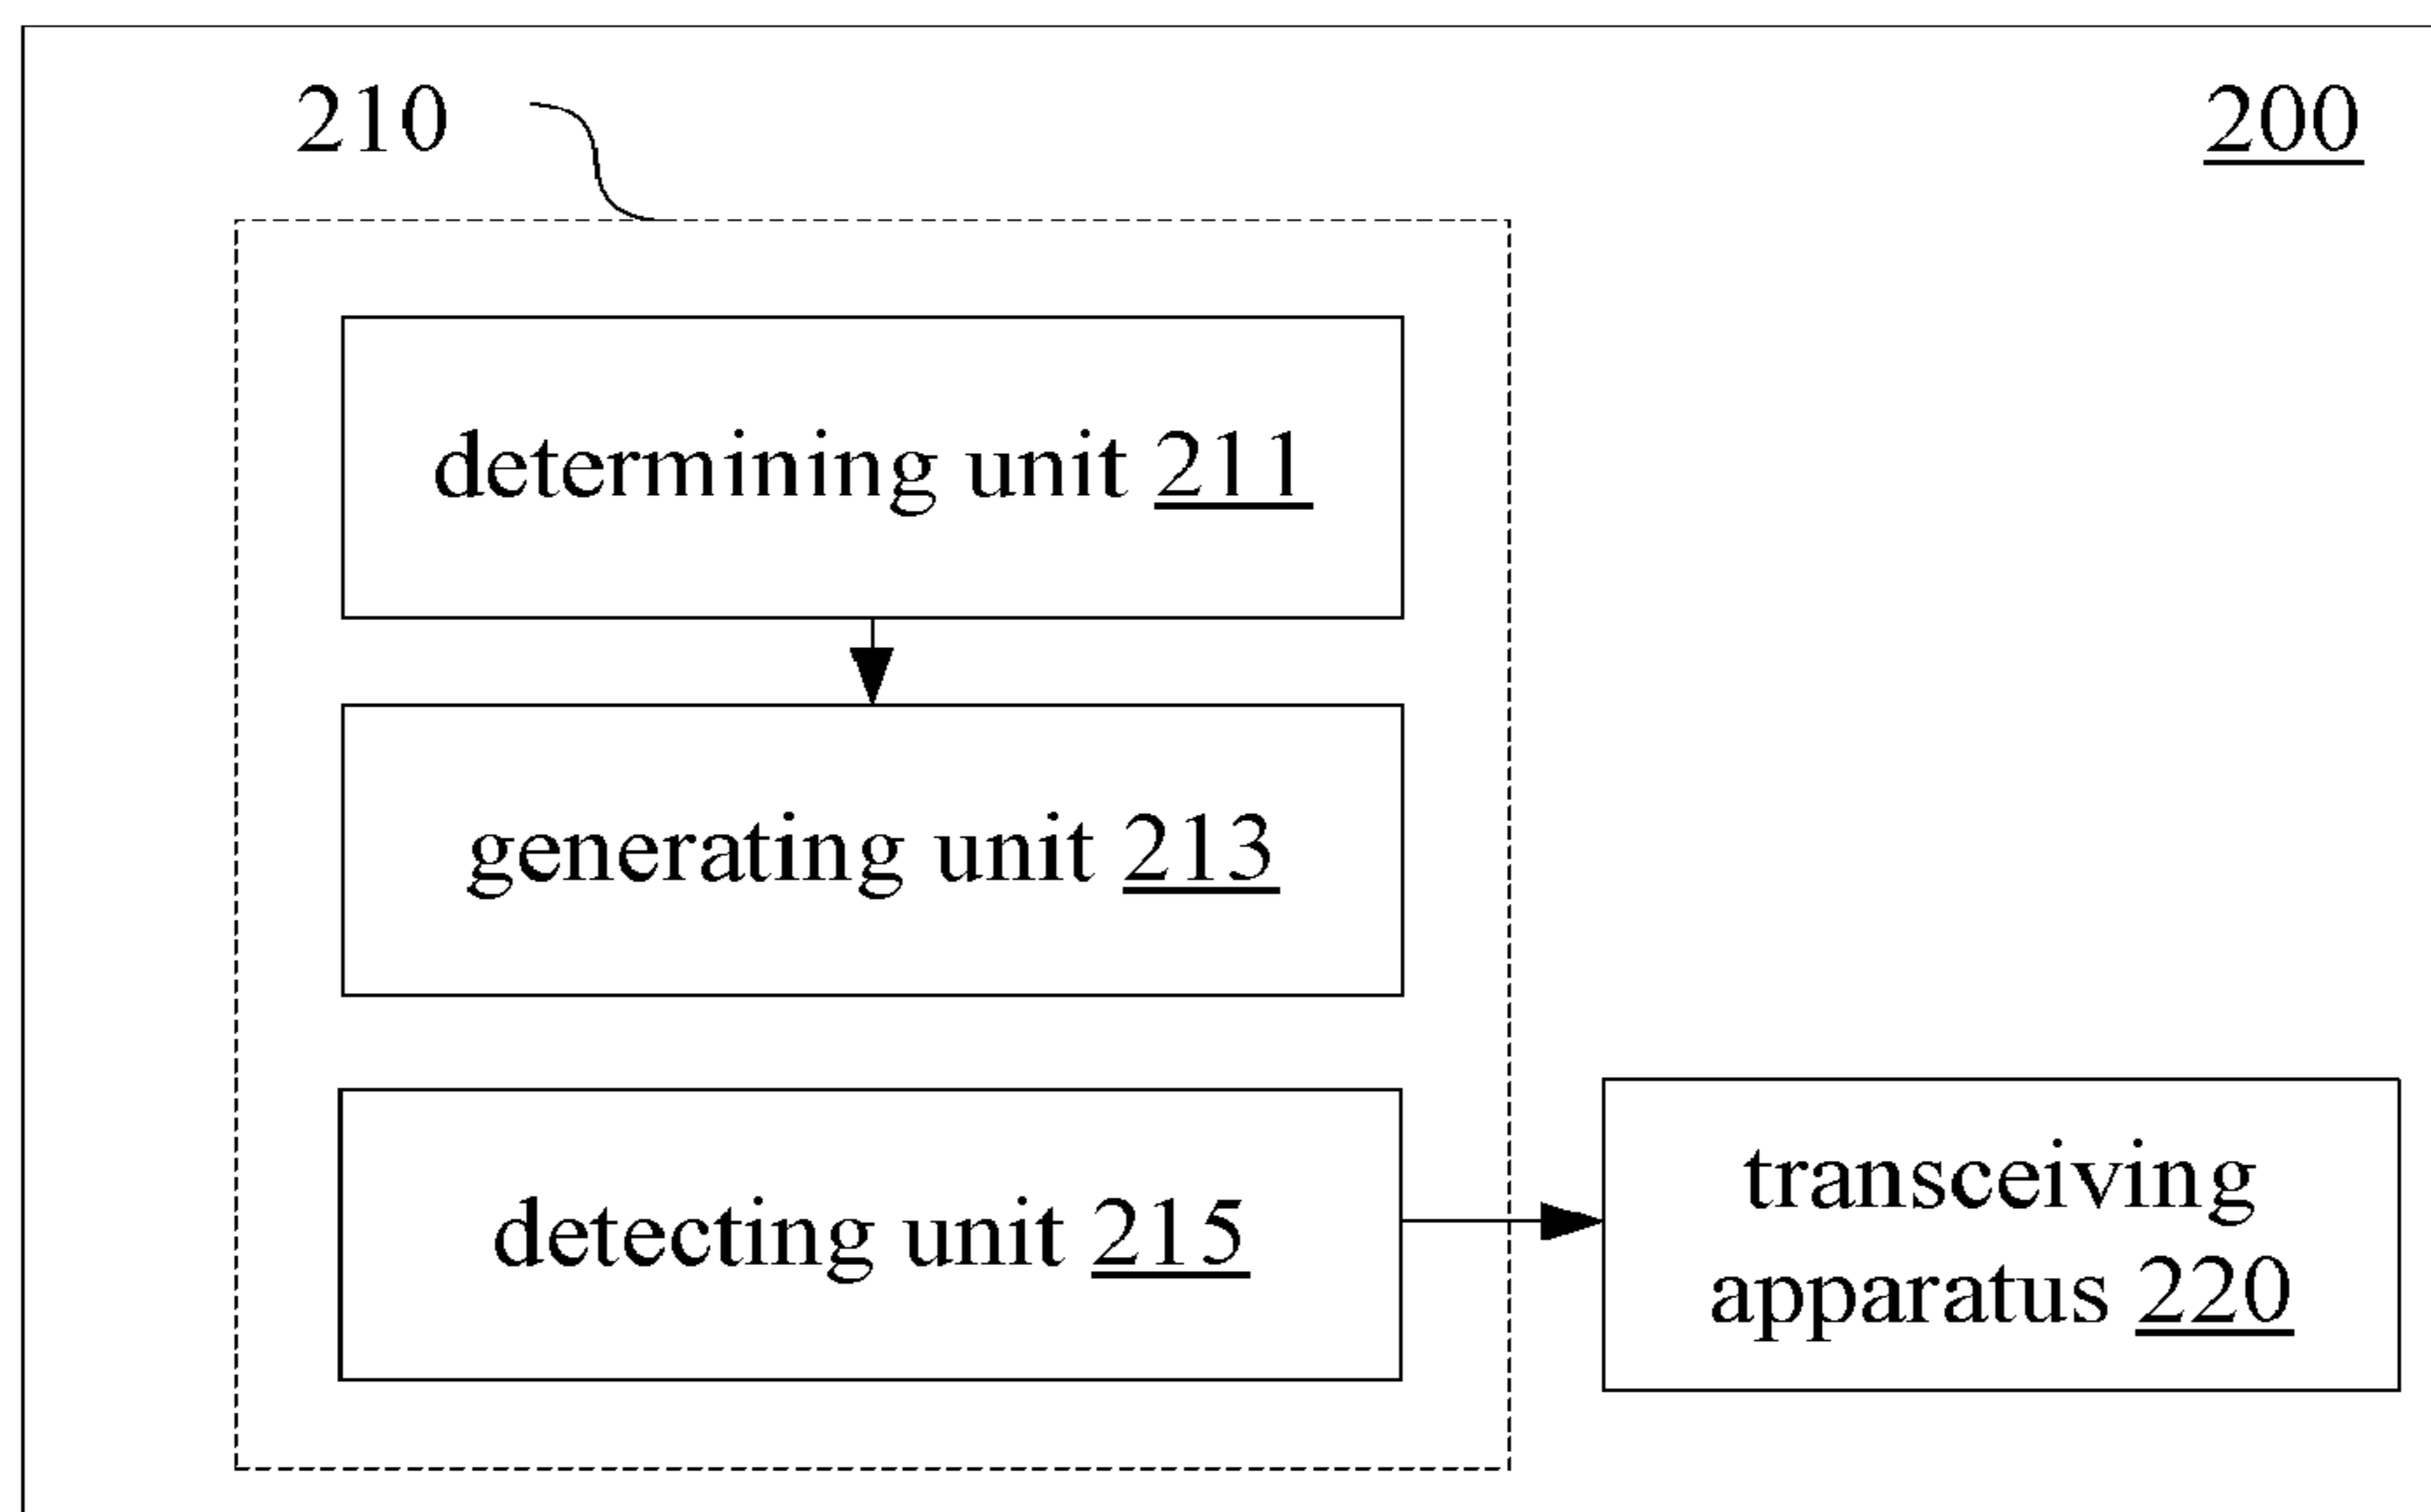 210
200
determining unit 211
generating unit 213
detecting unit 215
transceiving
apparatus 220